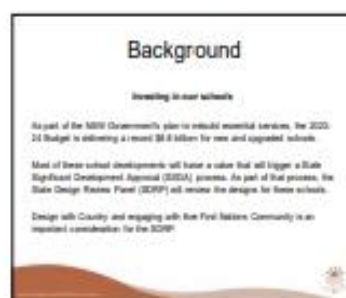 Background
Investing in our schools
As part of the NSW Government's plan to rebuild essential services, the 2023-
24 Budget is delivering a record $8.8 billion for new and upgraded schools.
Most of these school developments will have a value that will trigger a State
Significant Development Approval (SSDA) process. As part of that process, the
State Design Review Panel (SDRP) will review the designs for these schools.
Design with Country and engaging with the First Nations Community is an
important consideration for the SDRP.